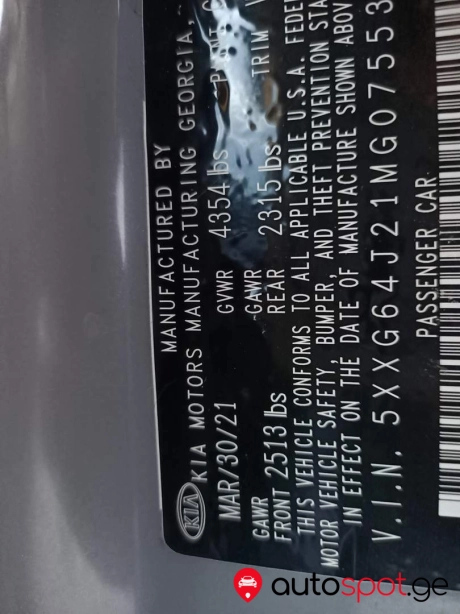 MANUFACTURED BY
KIA KIA MOTORS MANUFACTURING GEORGIA,
MAR/30/21 GVWR 4354 lbs
GAWR GAWR
FRONT 2513 lbs REAR 2315 lbs TRIM
THIS VEHICLE CONFORMS TO ALL APPLICABLE U.S.A. FEDE
MOTOR VEHICLE SAFETY, BUMPER, AND THEFT PREVENTION STA
IN EFFECT ON THE DATE OF MANUFACTURE SHOWN ABOV
V.I.N. 5XXG64J21MG07553
PASSENGER CAR
autospot.ge